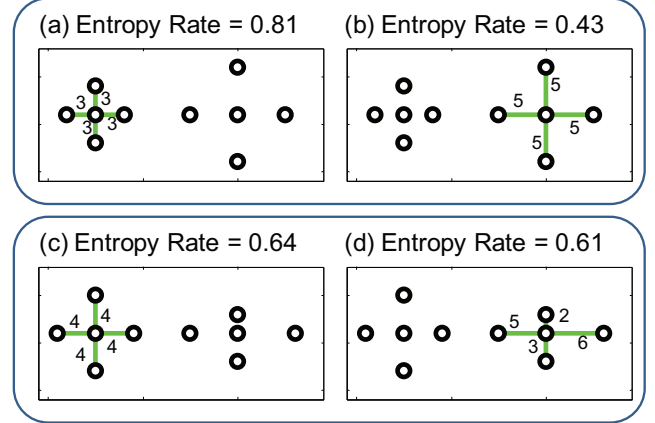 (a) Entropy Rate = 0.81
(b) Entropy Rate = 0.43
3 3
3 3
5
5 5
5
(c) Entropy Rate = 0.64
(d) Entropy Rate = 0.61
4 4
4 4
5 2
3 6